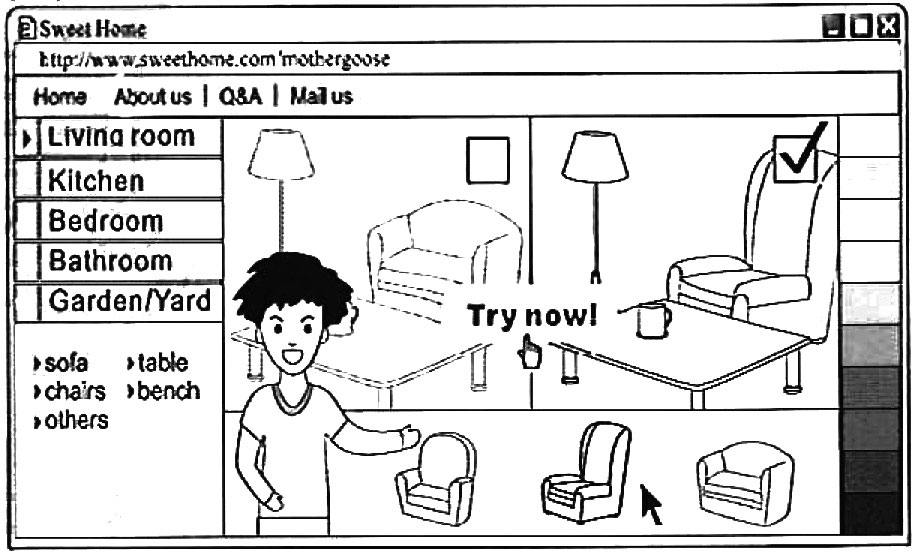 Sweet Home
http://www.sweethome.com/mothergoose
Home About us | Q&A | Mail us
Living room
Kitchen
Bedroom
Bathroom
Garden/Yard
sofa table
chairs bench
others
Try now!